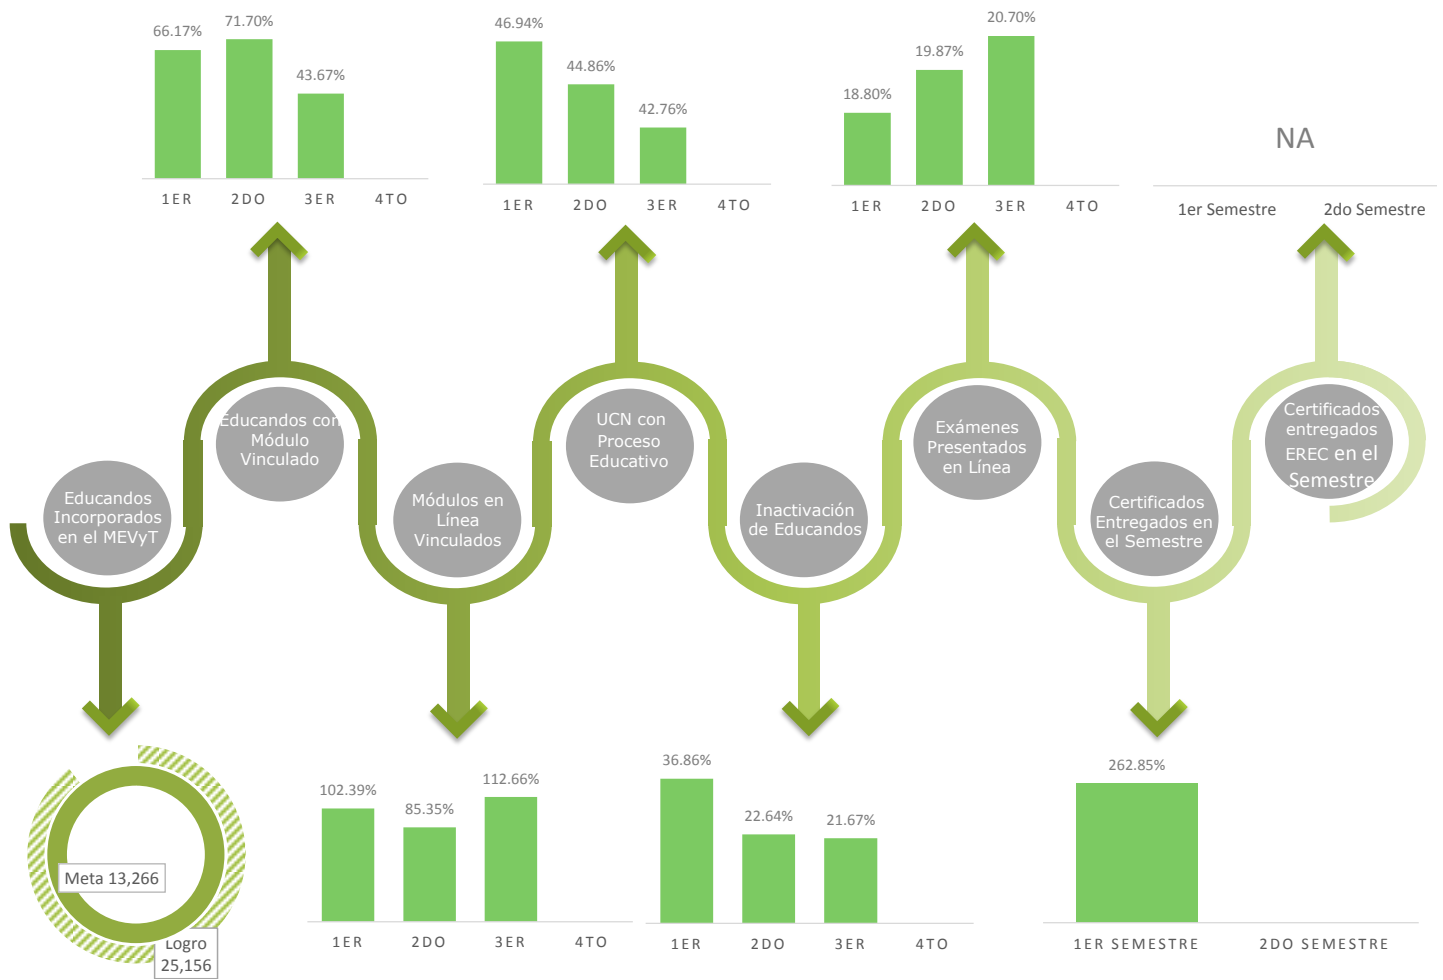 66.17%
71.70%
43.67%
1ER 2DO 3ER 4TO
46.94%
44.86%
42.76%
1ER 2DO 3ER 4TO
18.80%
19.87%
20.70%
1ER 2DO 3ER 4TO
NA
1er Semestre 2do Semestre
Educandos
Incorporados
en el MEVyT
Educandos con
Módulo
Vinculado
Módulos en
Línea
Vinculados
UCN con
Proceso
Educativo
Inactivación
de Educandos
Exámenes
Presentados
en Línea
Certificados
Entregados en
el Semestre
Certificados
entregados
EREC en el
Semestre
Meta 13,266
Logro
25,156
102.39%
85.35%
112.66%
1ER 2DO 3ER 4TO
36.86%
22.64%
21.67%
1ER 2DO 3ER 4TO
262.85%
1ER SEMESTRE 2DO SEMESTRE